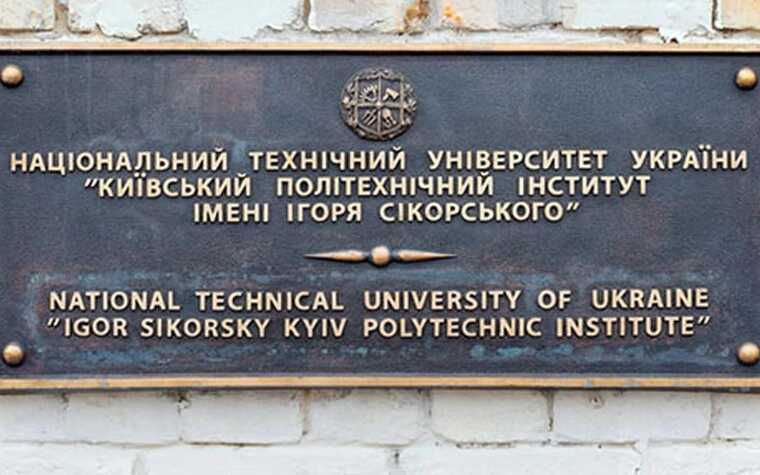 НАЦІОНАЛЬНИЙ ТЕХНІЧНИЙ УНІВЕРСИТЕТ УКРАЇНИ
"КИЇВСЬКИЙ ПОЛІТЕХНІЧНИЙ ІНСТИТУТ
ІМЕНІ ІГОРЯ СІКОРСЬКОГО"
NATIONAL TECHNICAL UNIVERSITY OF UKRAINE
"IGOR SIKORSKY KYIV POLYTECHNIC INSTITUTE"